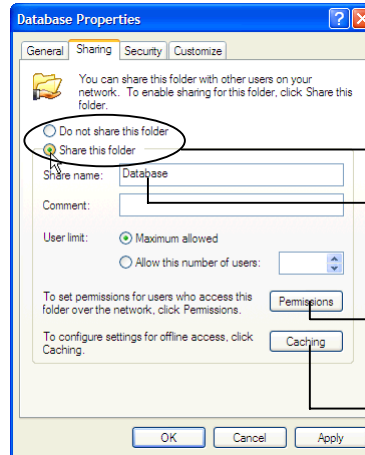 Database Properties
General Sharing Security Customize
You can share this folder with other users on your
network. To enable sharing for this folder, click Share this
folder.
Do not share this folder
Share this folder
Share name: Database
Comment:
User limit: Maximum allowed
Allow this number of users:
To set permissions for users who access this
folder over the network, click Permissions. Permissions
To configure settings for offline access, click
Caching. Caching
OK Cancel Apply